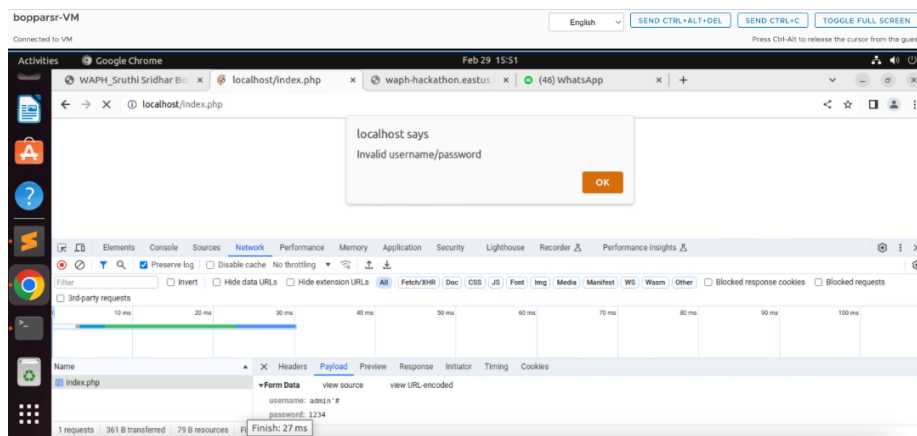 bopparsr-VM
English
SEND CTRL+ALT+DEL
SEND CTRL+C
TOGGLE FULL SCREEN
Connected to VM
Press Ctrl-Alt to release the cursor from the gues
Activities
Google Chrome
Feb 29 15:51
WAPH_Sruthi Sridhar Bo
localhost/index.php
waph-hackathon.eastus.
(46) WhatsApp
localhost/index.php
localhost says
Invalid username/password
OK
Elements Console Sources Network Performance Memory Application Security Lighthouse Recorder Performance insights
Preserve log Disable cache No throttling
Filter Invert Hide data URLs Hide extension URLs All Fetch/XHR Doc CSS JS Font Img Media Manifest WS Wasm Other Blocked response cookies Blocked requests
3rd-party requests
10 ms 20 ms 30 ms 40 ms 50 ms 60 ms 70 ms 80 ms 90 ms 100 ms
Name
Headers Payload Preview Response Initiator Timing Cookies
index.php
Form Data view source view URL-encoded
username: admin'#
password: 1234
1 requests 361 B transferred 79 B resources Fi
Finish: 27 ms